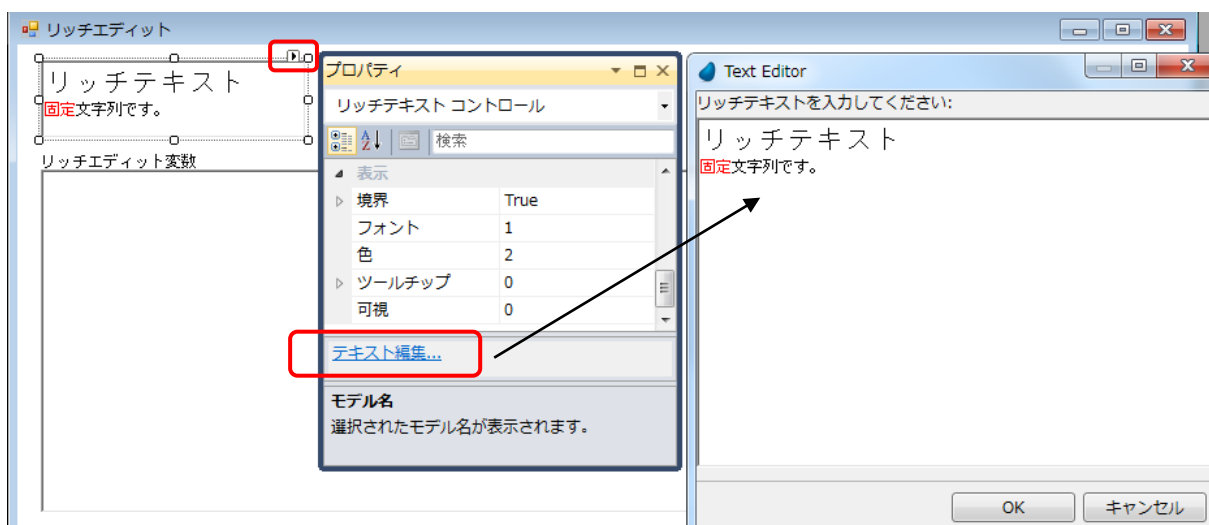 リッチエディット
リッチテキスト
固定文字列です。
リッチエディット変数
プロパティ
リッチテキスト コントロール
検索
表示
境界 True
フォント 1
色 2
ツールチップ 0
可視 0
テキスト編集...
モデル名
選択されたモデル名が表示されます。
Text Editor
リッチテキストを入力してください:
リッチテキスト
固定文字列です。
OK キャンセル